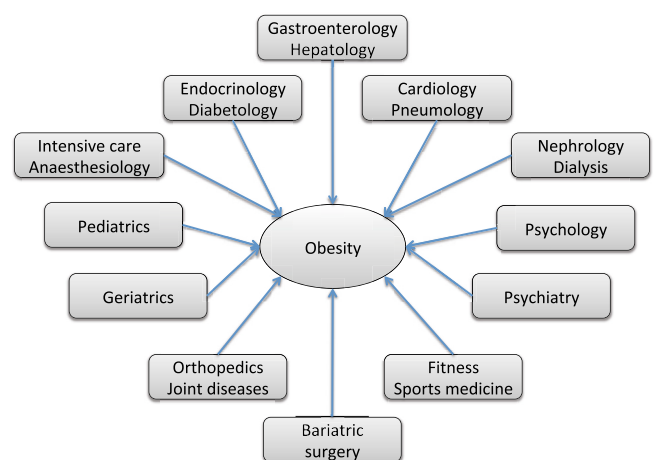 Gastroenterology
Hepatology
Endocrinology
Diabetology
Cardiology
Pneumology
Intensive care
Anaesthesiology
Nephrology
Dialysis
Pediatrics
Psychology
Obesity
Geriatrics
Psychiatry
Orthopedics
Joint diseases
Fitness
Sports medicine
Bariatric
surgery